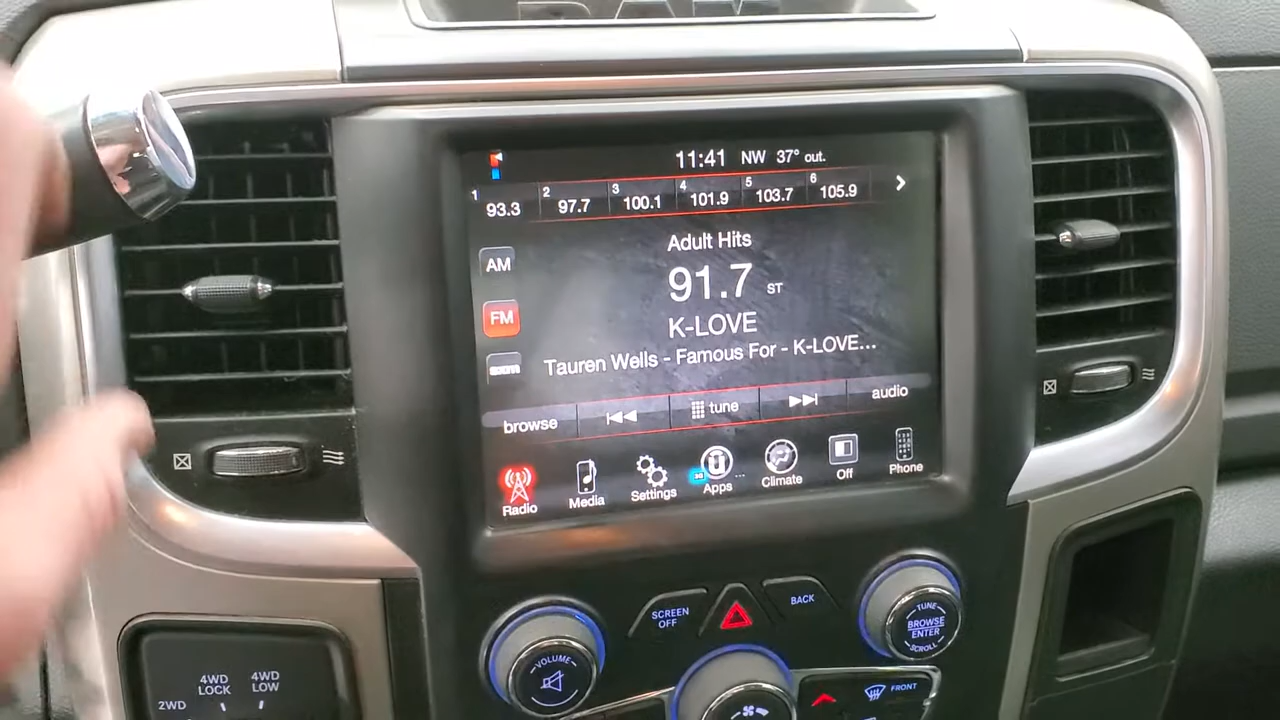 RAM
11:41 NW 37° out.
1 93.3 2 97.7 3 100.1 4 101.9 5 103.7 6 105.9
Adult Hits
AM
91.7 ST
FM
K-LOVE
Tauren Wells - Famous For - K-LOVE...
sxm
browse tune audio
Radio Media Settings Apps Climate Off Phone
SCREEN OFF
BACK
TUNE
BROWSE
ENTER
SCROLL
VOLUME
4WD LOCK
4WD LOW
2WD
FRONT